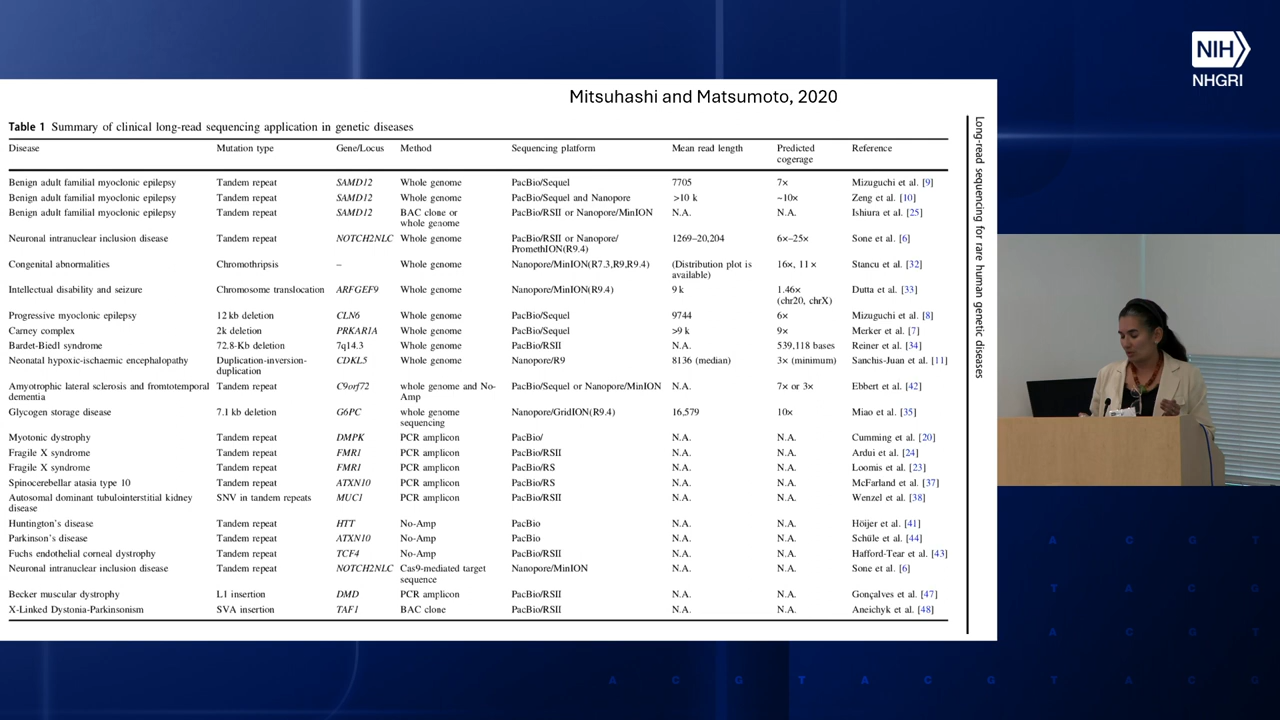 NIH
NHGRI
Mitsuhashi and Matsumoto, 2020
Table 1 Summary of clinical long-read sequencing application in genetic diseases
Disease Mutation type Gene/Locus Method Sequencing platform Mean read length Predicted cogerage Reference
Benign adult familial myoclonic epilepsy Tandem repeat SAMD12 Whole genome PacBio/Sequel 7705 7× Mizuguchi et al. [9]
Benign adult familial myoclonic epilepsy Tandem repeat SAMD12 Whole genome PacBio/Sequel and Nanopore >10 k ~10× Zeng et al. [10]
Benign adult familial myoclonic epilepsy Tandem repeat SAMD12 BAC clone or whole genome PacBio/RSII or Nanopore/MinION N.A. N.A. Ishiura et al. [25]
Neuronal intranuclear inclusion disease Tandem repeat NOTCH2NLC Whole genome PacBio/RSII or Nanopore/ PromethION(R9.4) 1269–20,204 6×–25× Sone et al. [6]
Congenital abnormalities Chromothripsis – Whole genome Nanopore/MinION(R7.3,R9,R9.4) (Distribution plot is available) 16×, 11× Stancu et al. [32]
Intellectual disability and seizure Chromosome translocation ARFGEF9 Whole genome Nanopore/MinION(R9.4) 9 k 1.46× (chr20, chrX) Dutta et al. [33]
Progressive myoclonic epilepsy 12 kb deletion CLN6 Whole genome PacBio/Sequel 9744 6× Mizuguchi et al. [8]
Carney complex 2k deletion PRKAR1A Whole genome PacBio/Sequel >9 k 9× Merker et al. [7]
Bardet-Biedl syndrome 72.8-Kb deletion 7q14.3 Whole genome PacBio/RSII N.A. 539,118 bases Reiner et al. [34]
Neonatal hypoxic-ischaemic encephalopathy Duplication-inversion-duplication CDKL5 Whole genome Nanopore/R9 8136 (median) 3× (minimum) Sanchis-Juan et al. [11]
Amyotrophic lateral sclerosis and fromtotemporal dementia Tandem repeat C9orf72 whole genome and No-Amp PacBio/Sequel or Nanopore/MinION N.A. 7× or 3× Ebbert et al. [42]
Glycogen storage disease 7.1 kb deletion G6PC whole genome sequencing Nanopore/GridION(R9.4) 16,579 10× Miao et al. [35]
Myotonic dystrophy Tandem repeat DMPK PCR amplicon PacBio/ N.A. N.A. Cumming et al. [20]
Fragile X syndrome Tandem repeat FMR1 PCR amplicon PacBio/RSII N.A. N.A. Ardui et al. [24]
Fragile X syndrome Tandem repeat FMR1 PCR amplicon PacBio/RS N.A. N.A. Loomis et al. [23]
Spinocerebellar atasia type 10 Tandem repeat ATXN10 PCR amplicon PacBio/RS N.A. N.A. McFarland et al. [37]
Autosomal dominant tubulointerstitial kidney disease SNV in tandem repeats MUC1 PCR amplicon PacBio/RSII N.A. N.A. Wenzel et al. [38]
Huntington's disease Tandem repeat HTT No-Amp PacBio N.A. N.A. Höijer et al. [41]
Parkinson's disease Tandem repeat ATXN10 No-Amp PacBio N.A. N.A. Schüle et al. [44]
Fuchs endothelial corneal dystrophy Tandem repeat TCF4 No-Amp PacBio/RSII N.A. N.A. Hafford-Tear et al. [43]
Neuronal intranuclear inclusion disease Tandem repeat NOTCH2NLC Cas9-mediated target sequence Nanopore/MinION N.A. N.A. Sone et al. [6]
Becker muscular dystrophy L1 insertion DMD PCR amplicon PacBio/RSII N.A. N.A. Gonçalves et al. [47]
X-Linked Dystonia-Parkinsonism SVA insertion TAF1 BAC clone PacBio/RSII N.A. N.A. Aneichyk et al. [48]
Long-read sequencing for rare human genetic diseases
A C G T
T A C G
A C G T
A C G T A C G T A C G